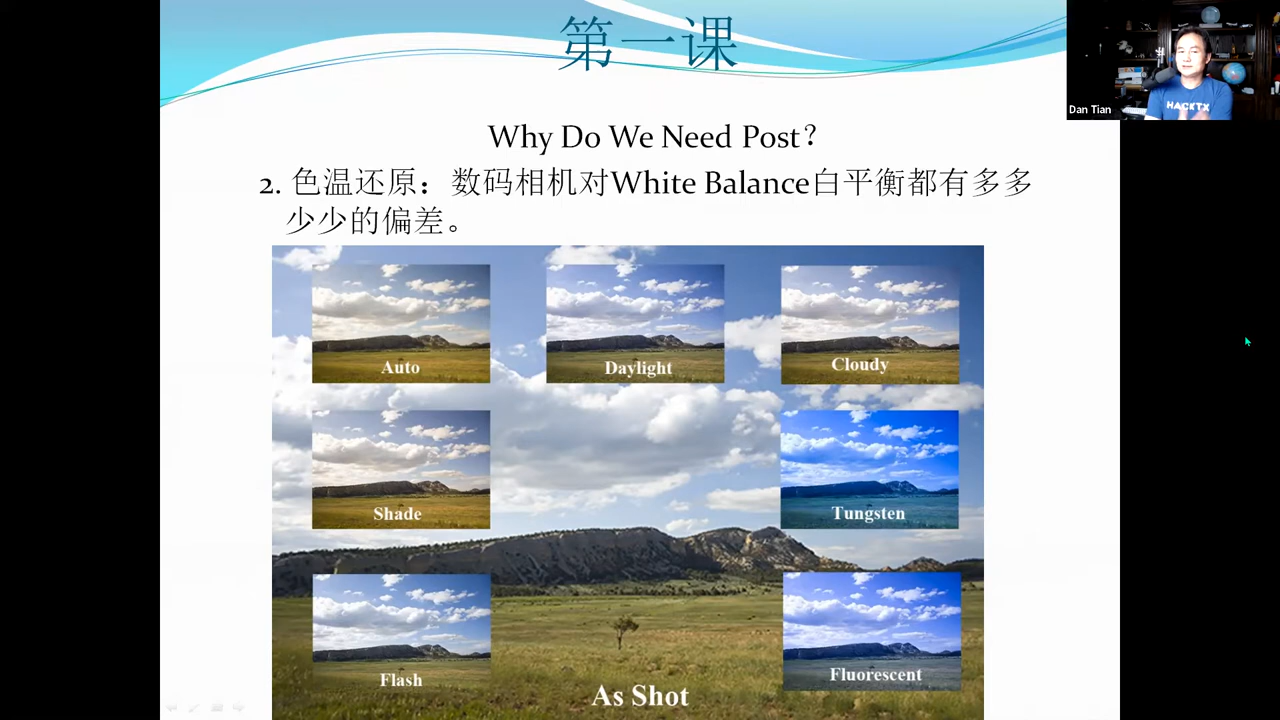 第一课
Dan Tian
HACKTX
Why Do We Need Post？
2. 色温还原：数码相机对White Balance白平衡都有多多
少少的偏差。
Auto
Daylight
Cloudy
Shade
Tungsten
Flash
Fluorescent
As Shot